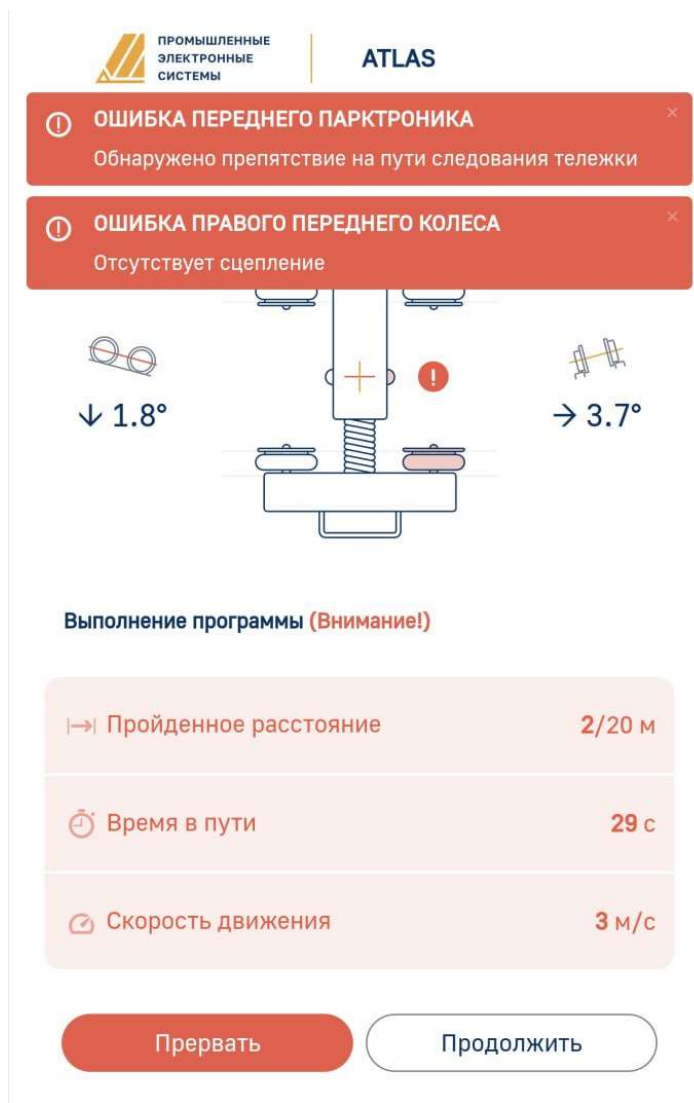 ПРОМЫШЛЕННЫЕ
ЭЛЕКТРОННЫЕ
СИСТЕМЫ
ATLAS
ОШИБКА ПЕРЕДНЕГО ПАРКТРОНИКА
Обнаружено препятствие на пути следования тележки
ОШИБКА ПРАВОГО ПЕРЕДНЕГО КОЛЕСА
Отсутствует сцепление
↓ 1.8°
→ 3.7°
Выполнение программы (Внимание!)
Пройденное расстояние 2/20 м
Время в пути 29 с
Скорость движения 3 м/с
Прервать
Продолжить